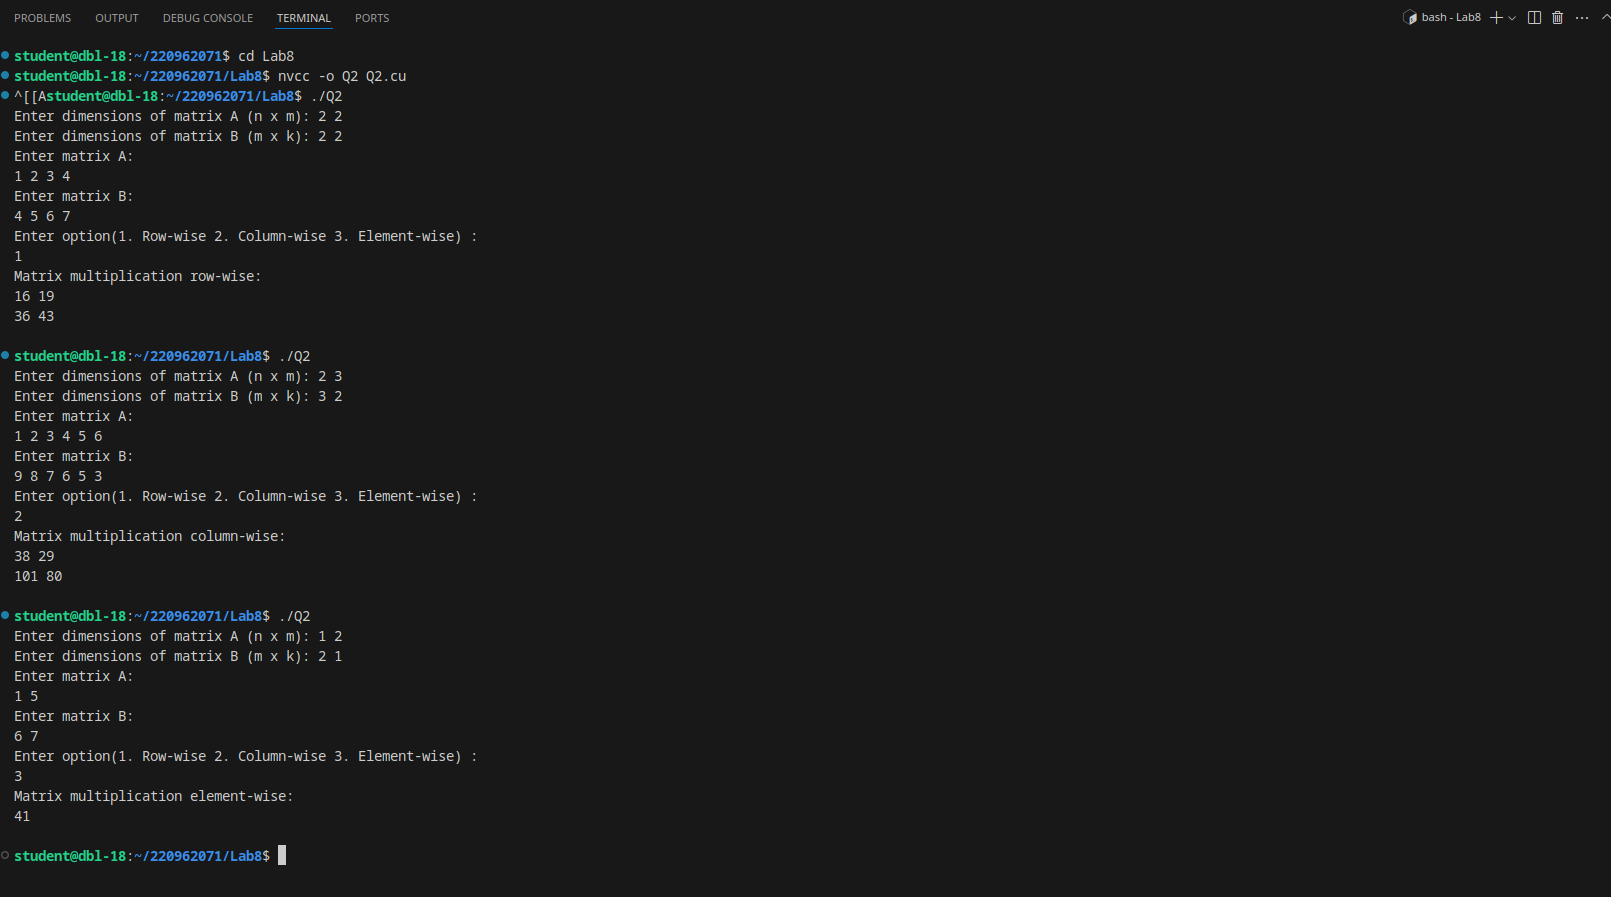 PROBLEMS OUTPUT DEBUG CONSOLE TERMINAL PORTS bash - Lab8
student@dbl-18:~/220962071$ cd Lab8
student@dbl-18:~/220962071/Lab8$ nvcc -o Q2 Q2.cu
^[[Astudent@dbl-18:~/220962071/Lab8$ ./Q2
Enter dimensions of matrix A (n x m): 2 2
Enter dimensions of matrix B (m x k): 2 2
Enter matrix A:
1 2 3 4
Enter matrix B:
4 5 6 7
Enter option(1. Row-wise 2. Column-wise 3. Element-wise) :
1
Matrix multiplication row-wise:
16 19
36 43
student@dbl-18:~/220962071/Lab8$ ./Q2
Enter dimensions of matrix A (n x m): 2 3
Enter dimensions of matrix B (m x k): 3 2
Enter matrix A:
1 2 3 4 5 6
Enter matrix B:
9 8 7 6 5 3
Enter option(1. Row-wise 2. Column-wise 3. Element-wise) :
2
Matrix multiplication column-wise:
38 29
101 80
student@dbl-18:~/220962071/Lab8$ ./Q2
Enter dimensions of matrix A (n x m): 1 2
Enter dimensions of matrix B (m x k): 2 1
Enter matrix A:
1 5
Enter matrix B:
6 7
Enter option(1. Row-wise 2. Column-wise 3. Element-wise) :
3
Matrix multiplication element-wise:
41
student@dbl-18:~/220962071/Lab8$